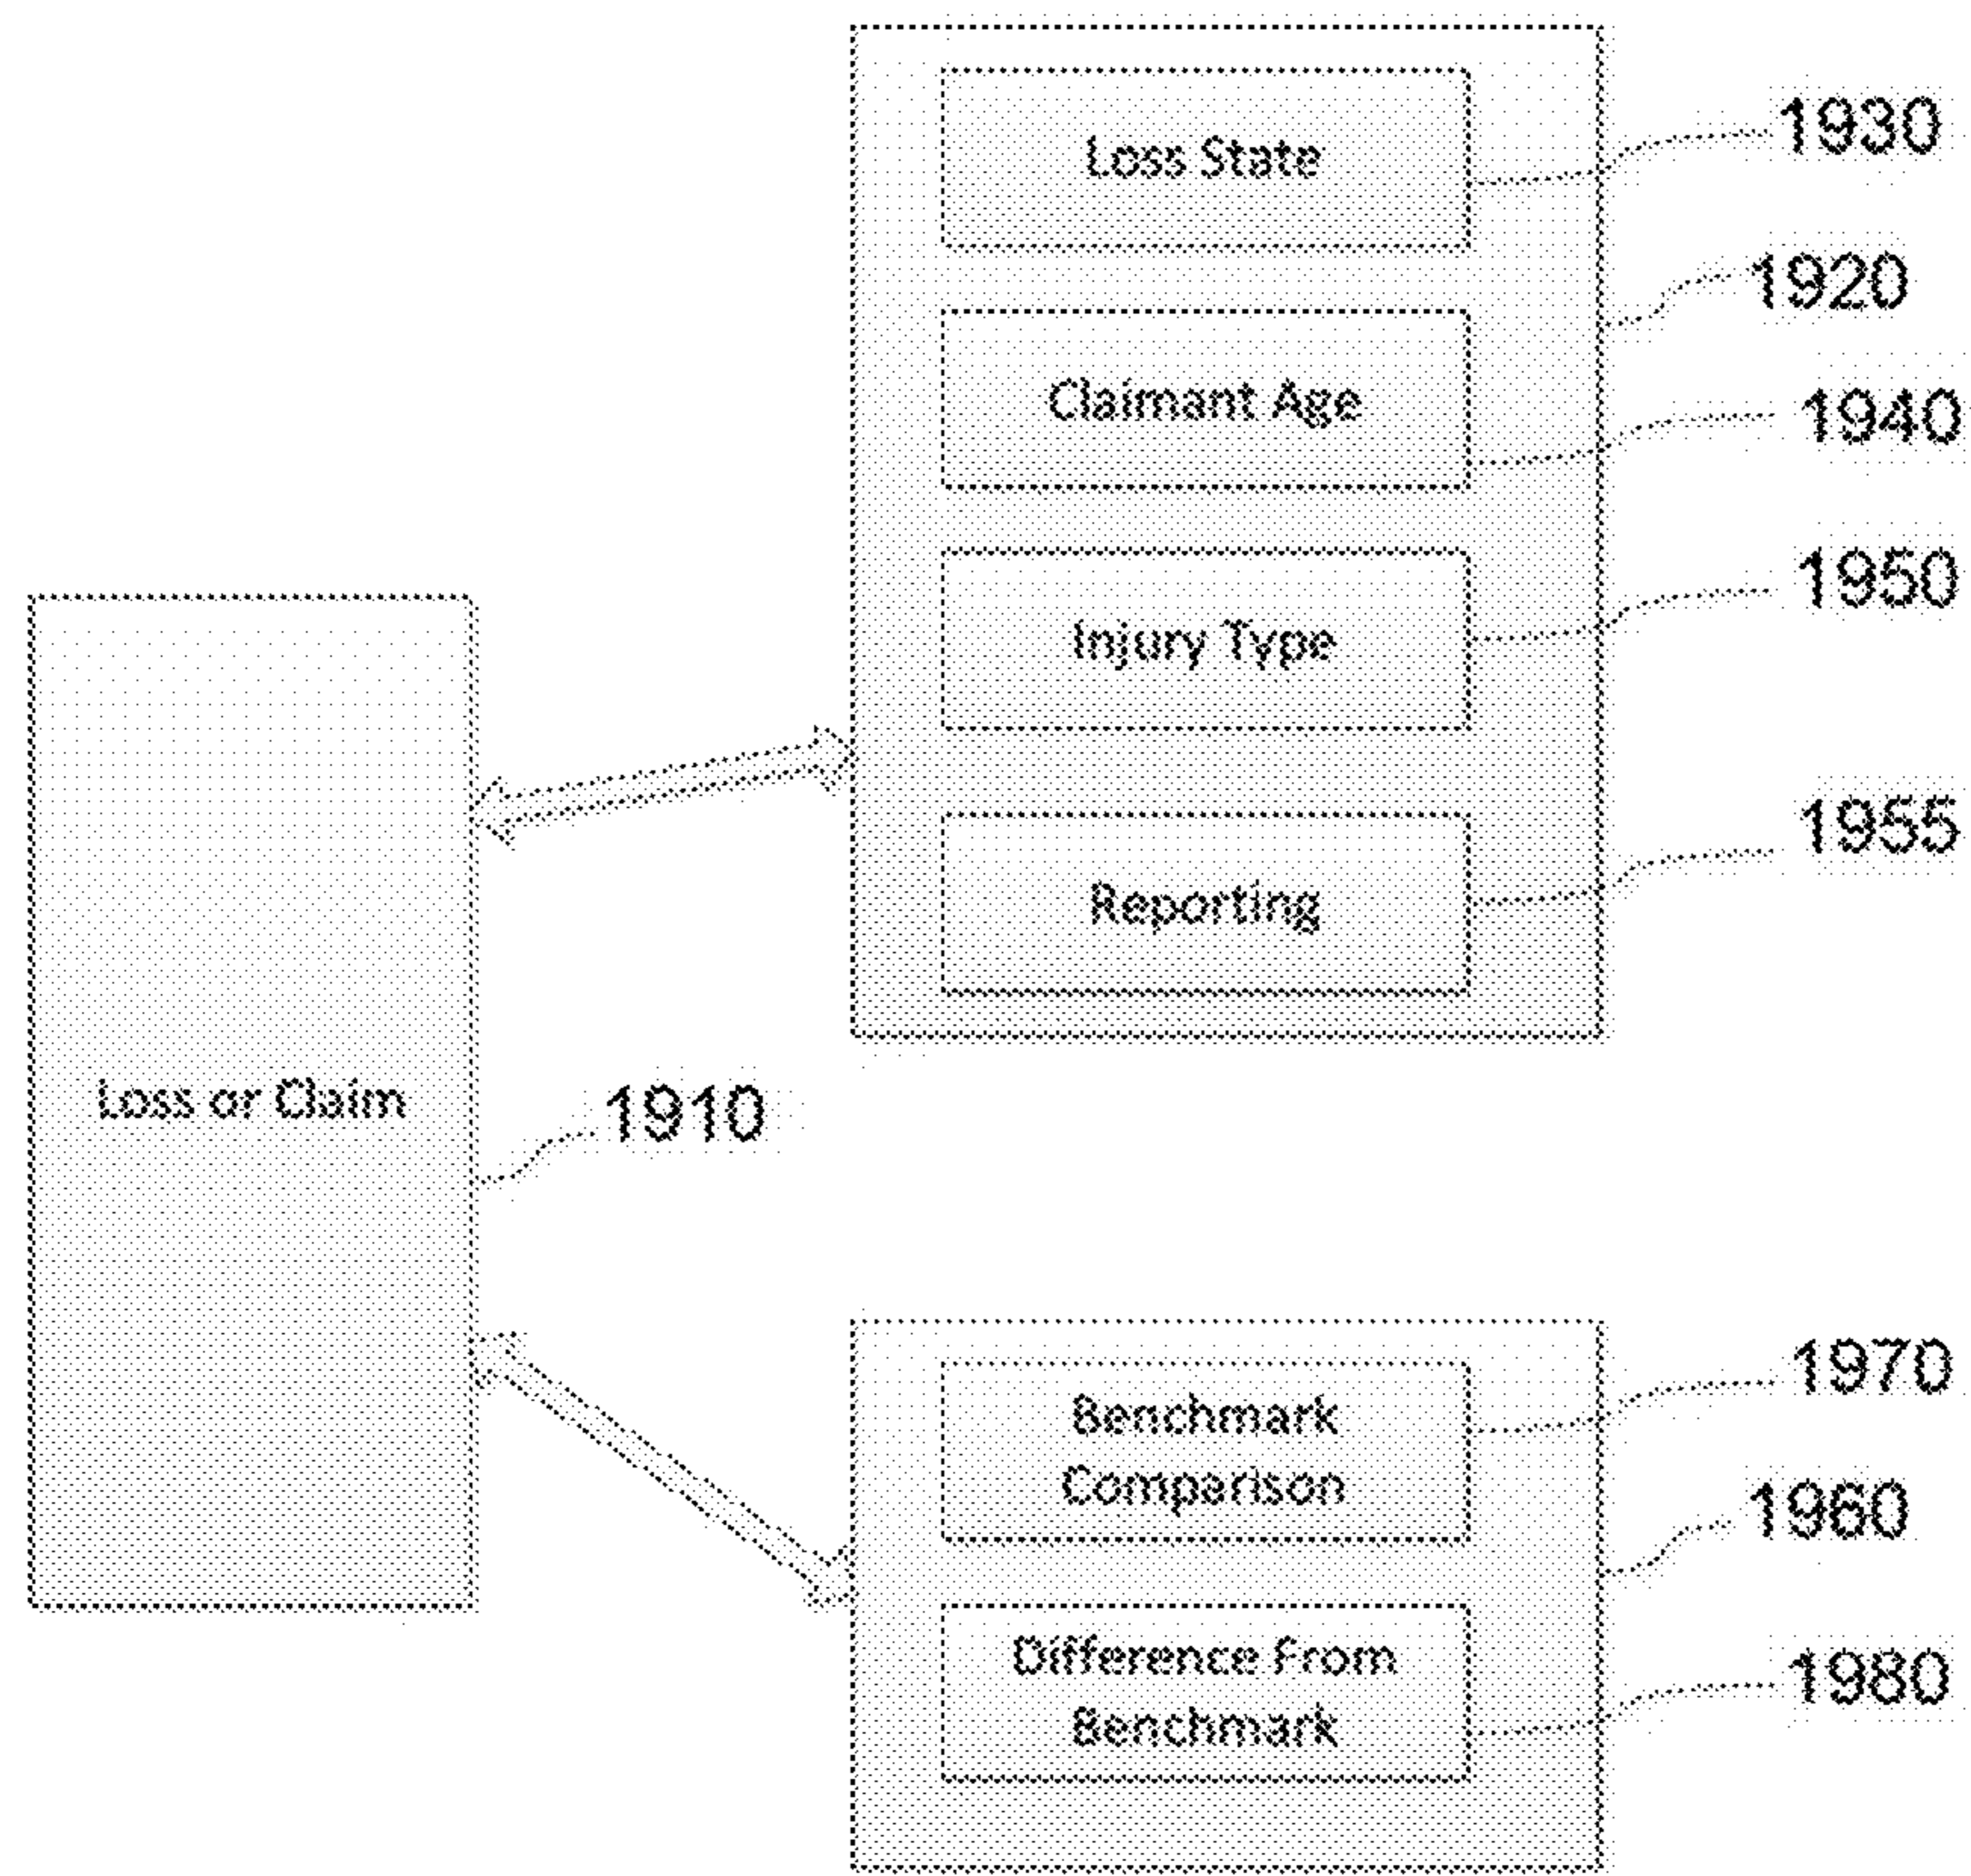 Loss State
1930
1920
Claimant Age
1940
1950
Injury Type
1955
Reporting
Loss or Claim
1910
1970
Benchmark
Comparison
1960
Difference From
Benchmark
1980